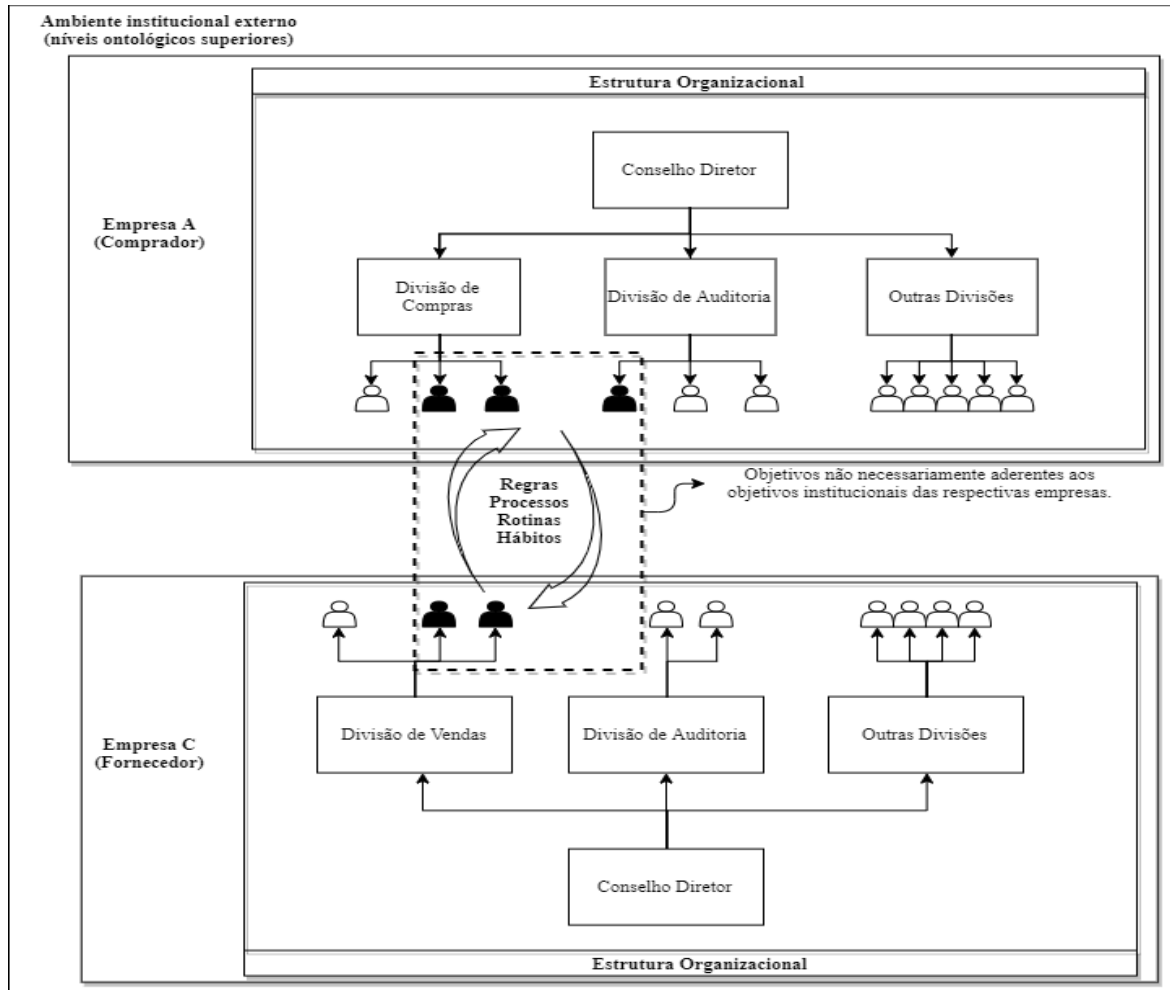 Ambiente institucional externo
(níveis ontológicos superiores)
Estrutura Organizacional
Conselho Diretor
Empresa A
(Comprador)
Divisão de
Compras
Divisão de Auditoria
Outras Divisões
Regras
Processos
Rotinas
Hábitos
Objetivos não necessariamente aderentes aos
objetivos institucionais das respectivas empresas.
Empresa C
(Fornecedor)
Divisão de Vendas
Divisão de Auditoria
Outras Divisões
Conselho Diretor
Estrutura Organizacional